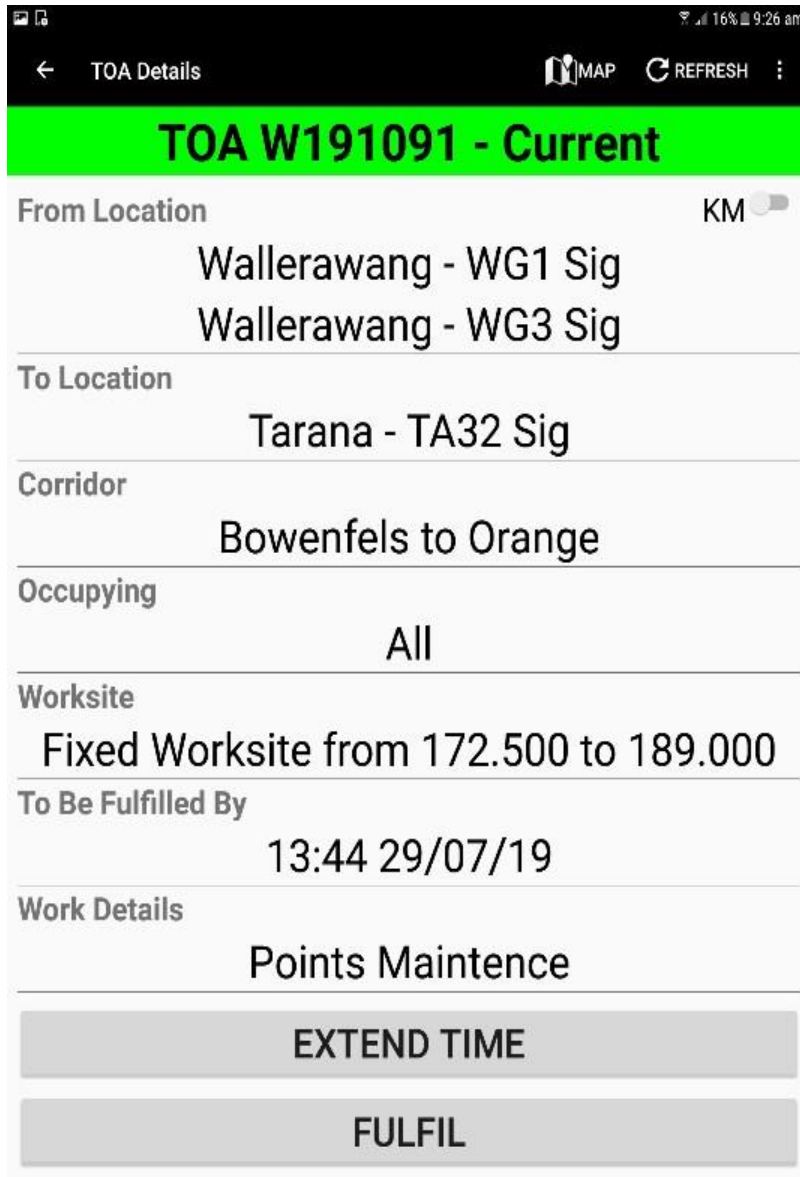 16% 9:26 am
TOA Details MAP REFRESH
TOA W191091 - Current
From Location KM
Wallerawang - WG1 Sig
Wallerawang - WG3 Sig
To Location
Tarana - TA32 Sig
Corridor
Bowenfels to Orange
Occupying
All
Worksite
Fixed Worksite from 172.500 to 189.000
To Be Fulfilled By
13:44 29/07/19
Work Details
Points Maintence
EXTEND TIME
FULFIL